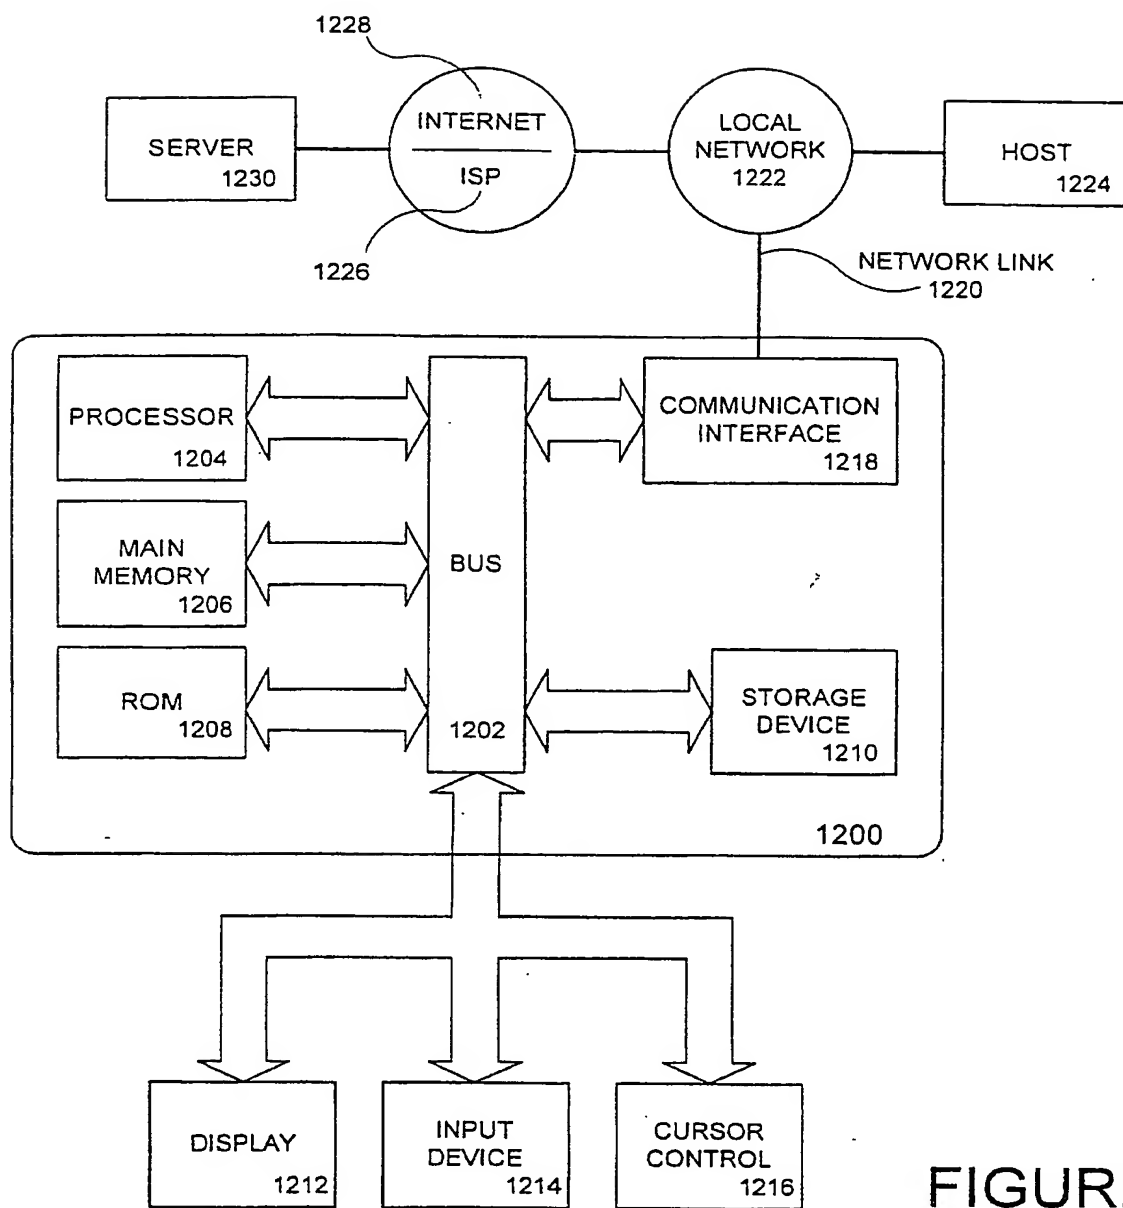 1228
SERVER
1230
INTERNET
ISP
LOCAL
NETWORK
1222
HOST
1224
1226
NETWORK LINK
1220
PROCESSOR
1204
BUS
1202
COMMUNICATION
INTERFACE
1218
MAIN
MEMORY
1206
ROM
1208
STORAGE
DEVICE
1210
1200
DISPLAY
1212
INPUT
DEVICE
1214
CURSOR
CONTROL
1216